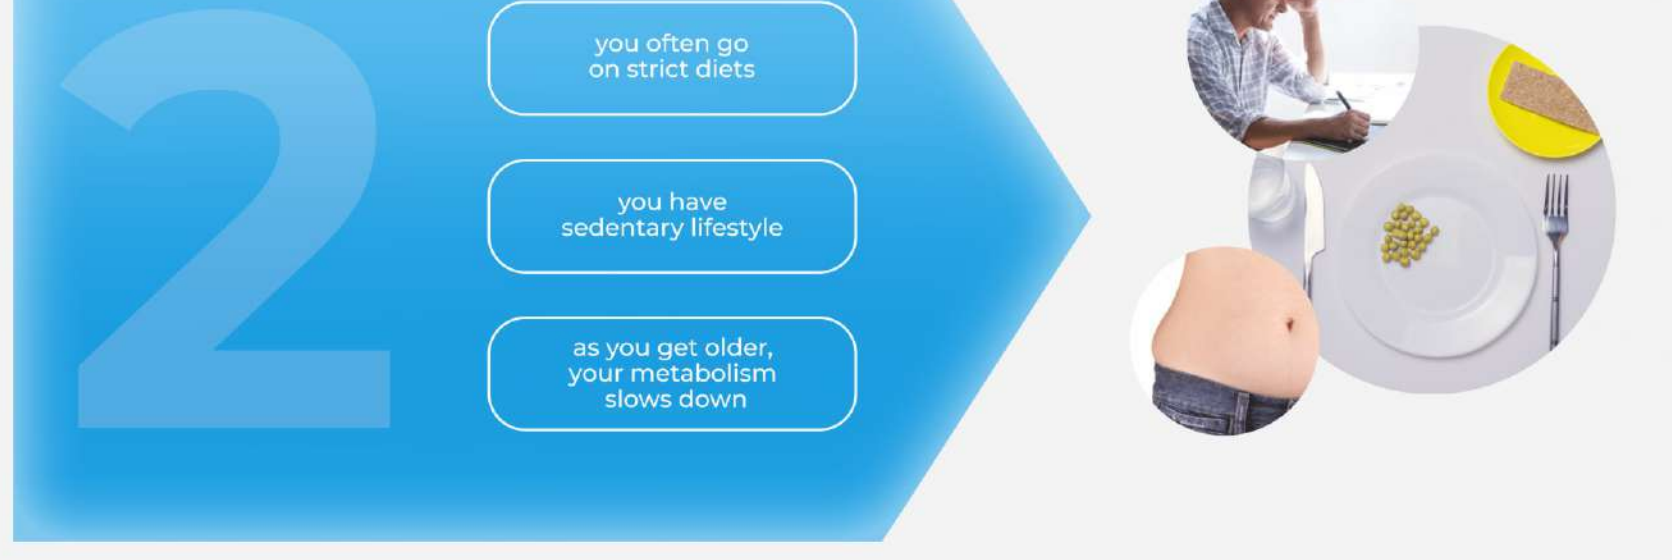 2
you often go
on strict diets
you have
sedentary lifestyle
as you get older,
your metabolism
slows down